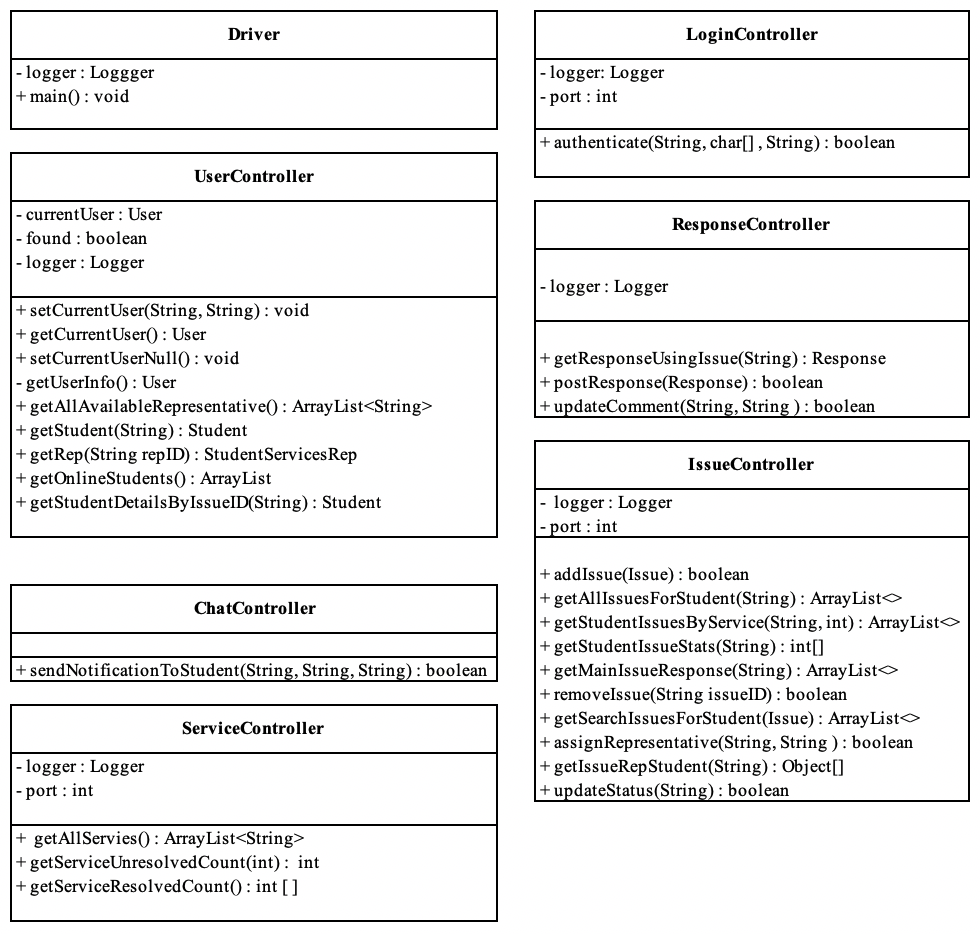 Driver
- logger : Loggger
+ main() : void
UserController
- currentUser : User
- found : boolean
- logger : Logger
+ setCurrentUser(String, String) : void
+ getCurrentUser() : User
+ setCurrentUserNull() : void
- getUserInfo() : User
+ getAllAvailableRepresentative() : ArrayList<String>
+ getStudent(String) : Student
+ getRep(String repID) : StudentServicesRep
+ getOnlineStudents() : ArrayList
+ getStudentDetailsByIssueID(String) : Student
ChatController
+ sendNotificationToStudent(String, String, String) : boolean
ServiceController
- logger : Logger
- port : int
+ getAllServies() : ArrayList<String>
+ getServiceUnresolvedCount(int) : int
+ getServiceResolvedCount() : int [ ]
LoginController
- logger: Logger
- port : int
+ authenticate(String, char[] , String) : boolean
ResponseController
- logger : Logger
+ getResponseUsingIssue(String) : Response
+ postResponse(Response) : boolean
+ updateComment(String, String ) : boolean
IssueController
- logger : Logger
- port : int
+ addIssue(Issue) : boolean
+ getAllIssuesForStudent(String) : ArrayList<>
+ getStudentIssuesByService(String, int) : ArrayList<>
+ getStudentIssueStats(String) : int[]
+ getMainIssueResponse(String) : ArrayList<>
+ removeIssue(String issueID) : boolean
+ getSearchIssuesForStudent(Issue) : ArrayList<>
+ assignRepresentative(String, String ) : boolean
+ getIssueRepStudent(String) : Object[]
+ updateStatus(String) : boolean